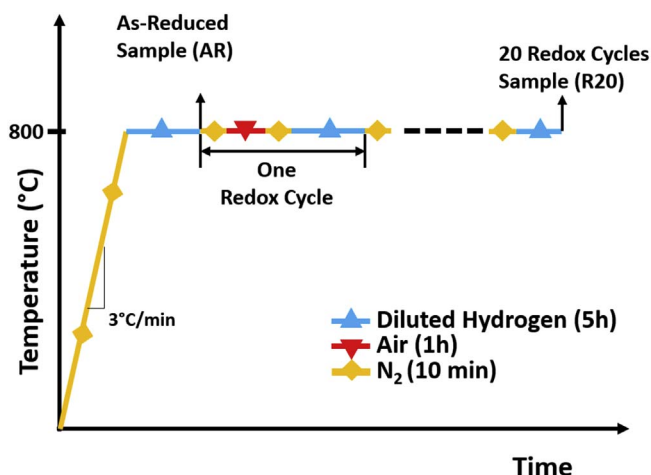 As-Reduced
Sample (AR)
20 Redox Cycles
Sample (R20)
800
One
Redox Cycle
Temperature (°C)
3°C/min
Diluted Hydrogen (5h)
Air (1h)
N₂ (10 min)
Time